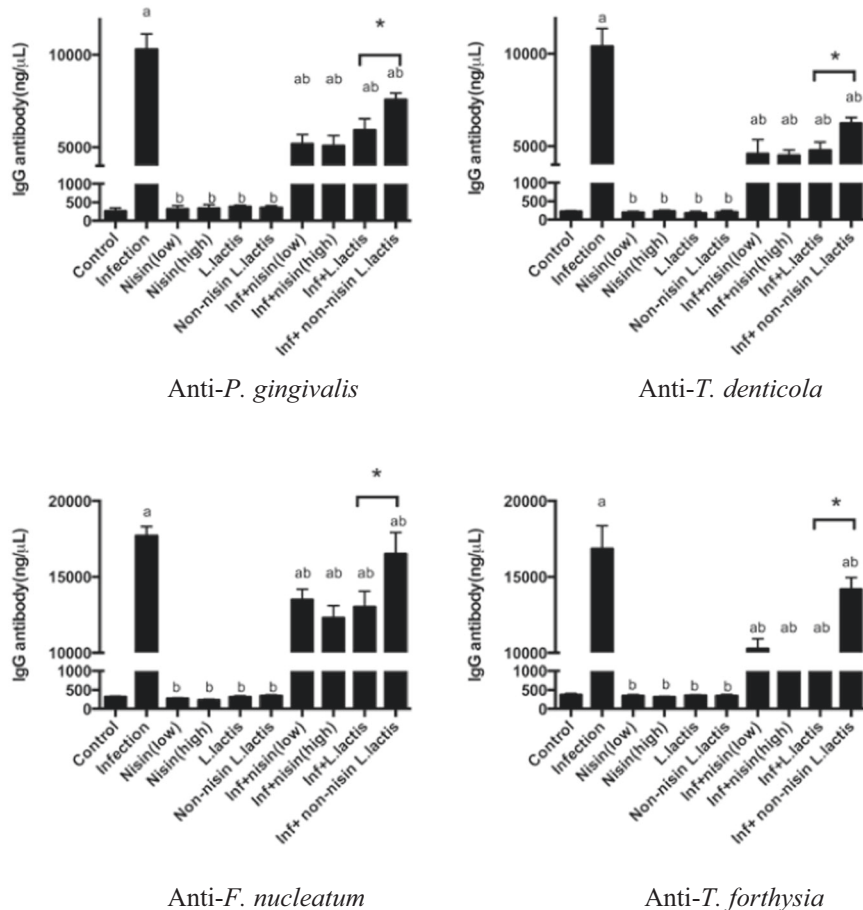 *
a
10000
ab
ab
ab
ab
5000
1000
500
0
b
b
b
b
IgG antibody(ng/μL)
Control
Infection
Nisin(low)
Nisin(high)
L.lactis
Non-nisin L.lactis
Inf+nisin(low)
Inf+nisin(high)
Inf+L.lactis
Inf+ non-nisin L.lactis
Anti-P. gingivalis
a
10000
*
ab
ab
ab
ab
5000
1000
500
0
b
b
b
b
IgG antibody(ng/μL)
Control
Infection
Nisin(low)
Nisin(high)
L.lactis
Non-nisin L.lactis
Inf+nisin(low)
Inf+nisin(high)
Inf+L.lactis
Inf+ non-nisin L.lactis
Anti-T. denticola
*
20000
a
ab
ab
ab
ab
15000
10000
1000
500
0
b
b
b
b
IgG antibody(ng/μL)
Control
Infection
Nisin(low)
Nisin(high)
L.lactis
Non-nisin L.lactis
Inf+nisin(low)
Inf+nisin(high)
Inf+L.lactis
Inf+ non-nisin L.lactis
Anti-F. nucleatum
20000
a
*
ab
15000
ab
ab
ab
10000
1000
500
0
b
b
b
b
IgG antibody(ng/μL)
Control
Infection
Nisin(low)
Nisin(high)
L.lactis
Non-nisin L.lactis
Inf+nisin(low)
Inf+nisin(high)
Inf+L.lactis
Inf+ non-nisin L.lactis
Anti-T. forthysia